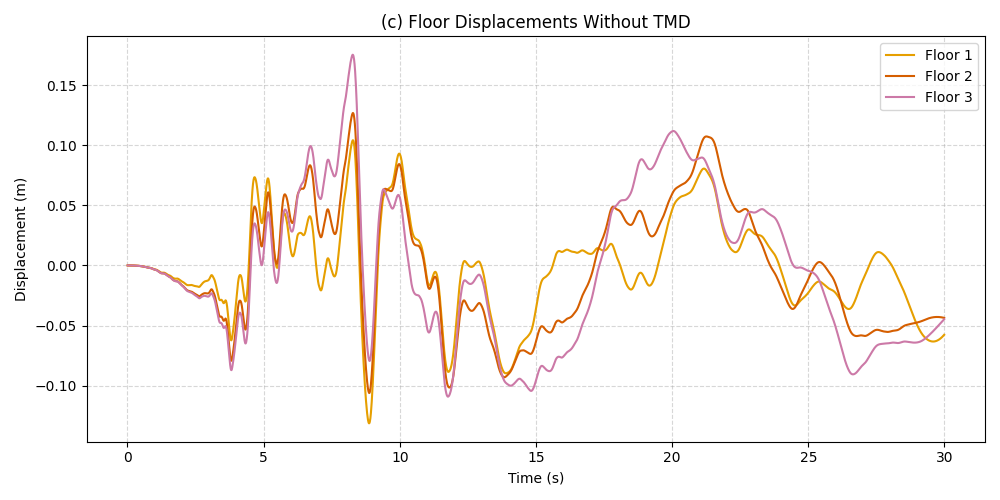 (c) Floor Displacements Without TMD
Floor 1
Floor 2
Floor 3
Displacement (m)
0.15
0.10
0.05
0.00
−0.05
−0.10
0 5 10 15 20 25 30
Time (s)